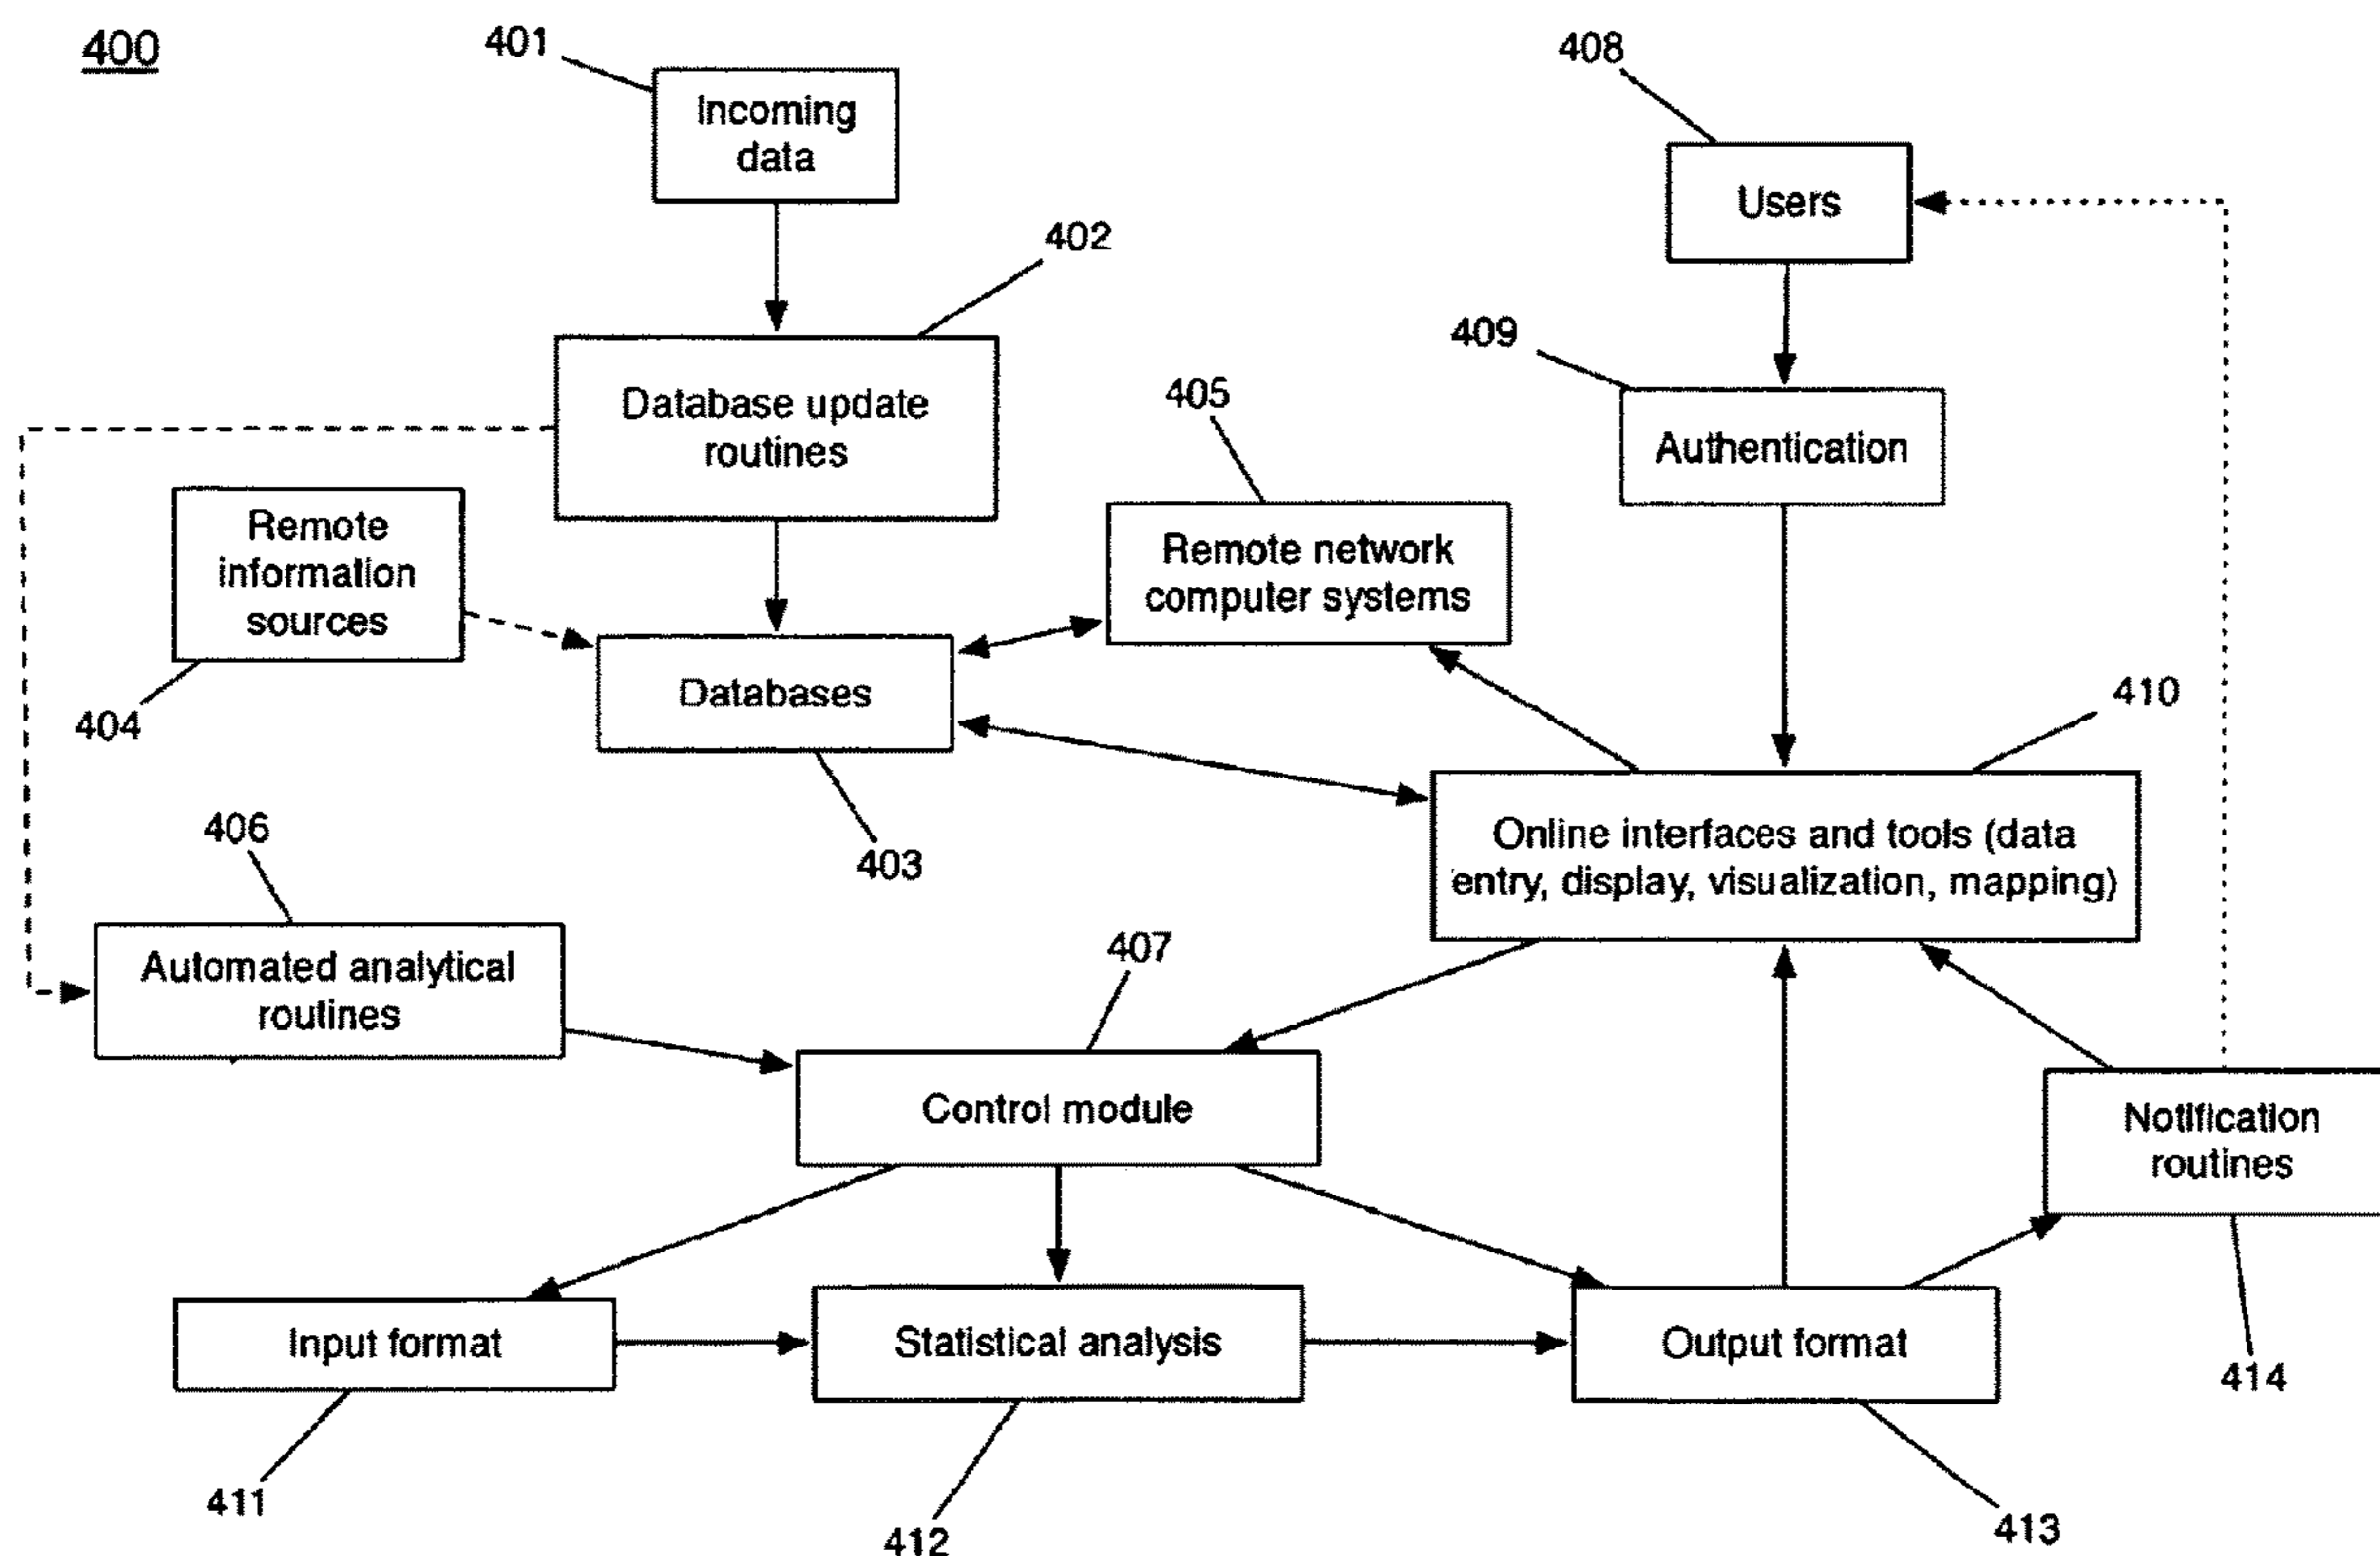 400
401
408
Incoming
data
Users
402
409
Database update
routines
405
Authentication
Remote
information
sources
Remote network
computer systems
404
Databases
410
403
Online interfaces and tools (data
entry, display, visualization, mapping)
406
Automated analytical
routines
407
Control module
Notification
routines
Input format
Statistical analysis
Output format
414
411
412
413